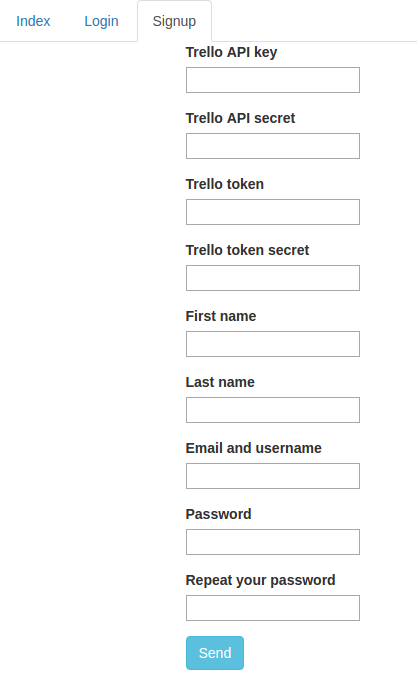 Index Login Signup
Trello API key
Trello API secret
Trello token
Trello token secret
First name
Last name
Email and username
Password
Repeat your password
Send